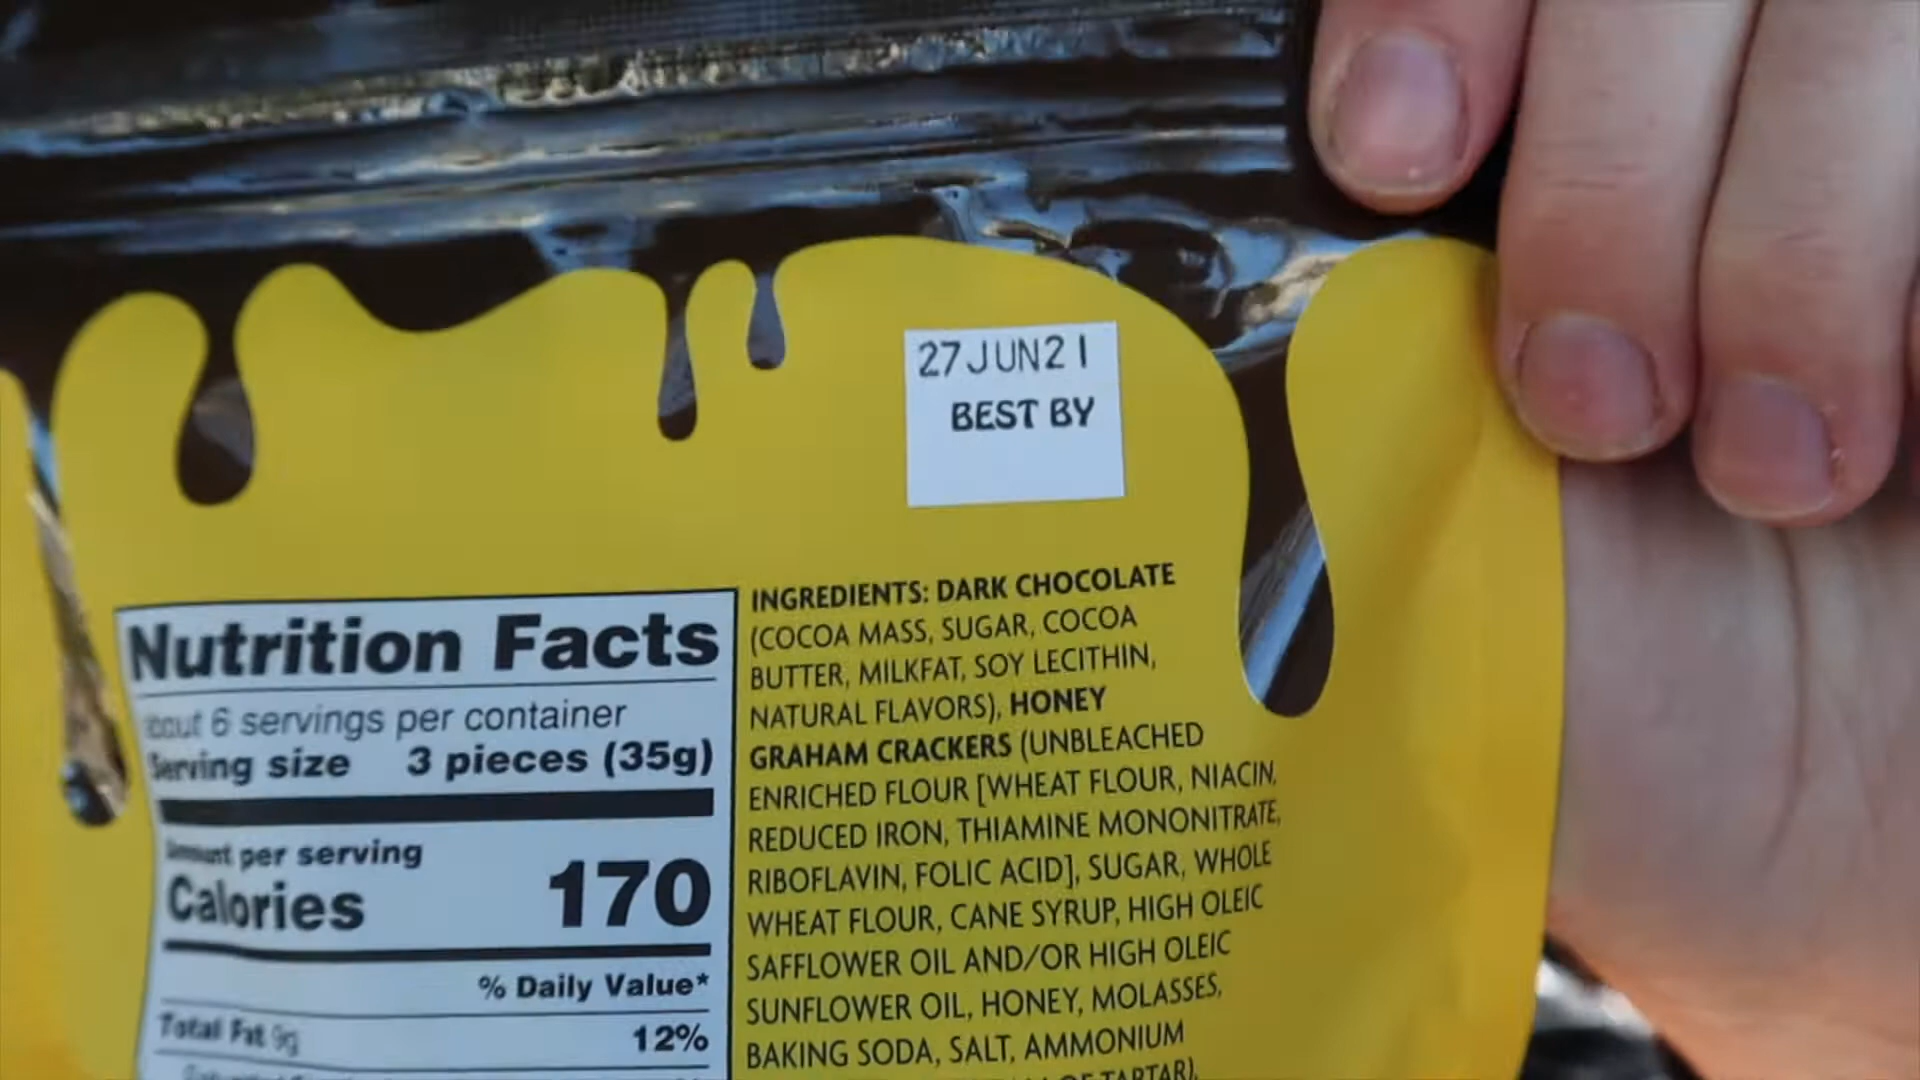 27JUN21
BEST BY
Nutrition Facts
about 6 servings per container
Serving size 3 pieces (35g)
Amount per serving
Calories 170
% Daily Value*
Total Fat 9g 12%
INGREDIENTS: DARK CHOCOLATE
(COCOA MASS, SUGAR, COCOA
BUTTER, MILKFAT, SOY LECITHIN,
NATURAL FLAVORS), HONEY
GRAHAM CRACKERS (UNBLEACHED
ENRICHED FLOUR [WHEAT FLOUR, NIACIN,
REDUCED IRON, THIAMINE MONONITRATE,
RIBOFLAVIN, FOLIC ACID], SUGAR, WHOLE
WHEAT FLOUR, CANE SYRUP, HIGH OLEIC
SAFFLOWER OIL AND/OR HIGH OLEIC
SUNFLOWER OIL, HONEY, MOLASSES,
BAKING SODA, SALT, AMMONIUM
OF TARTAR),